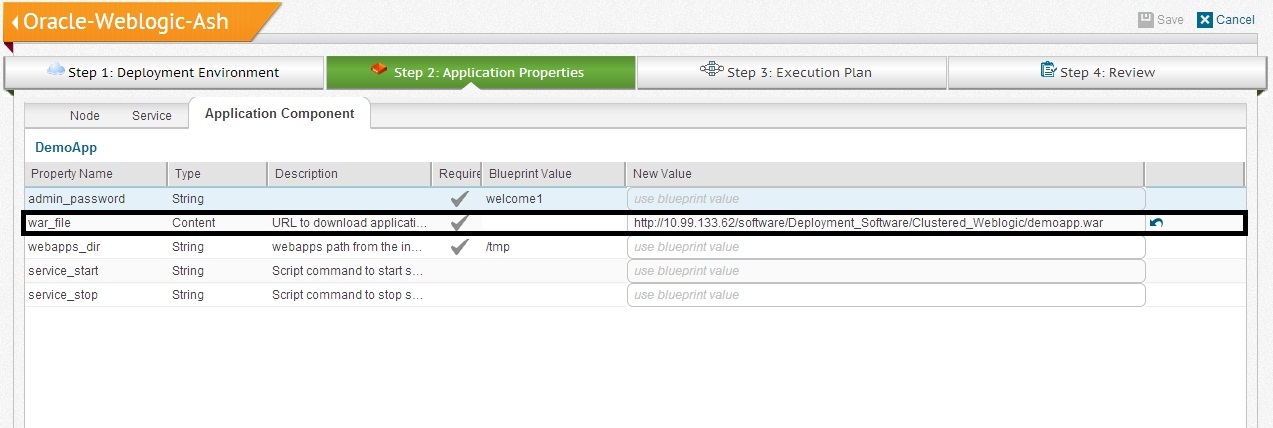 Oracle-Weblogic-Ash
Save Cancel
Step 1: Deployment Environment Step 2: Application Properties Step 3: Execution Plan Step 4: Review
Node Service Application Component
DemoApp
Property Name Type Description Require Blueprint Value New Value
admin_password String welcome1 use blueprint value
war_file Content URL to download applicati... http://10.99.133.62/software/Deployment_Software/Clustered_Weblogic/demoapp.war
webapps_dir String webapps path from the in... /tmp use blueprint value
service_start String Script command to start s... use blueprint value
service_stop String Script command to stop s... use blueprint value